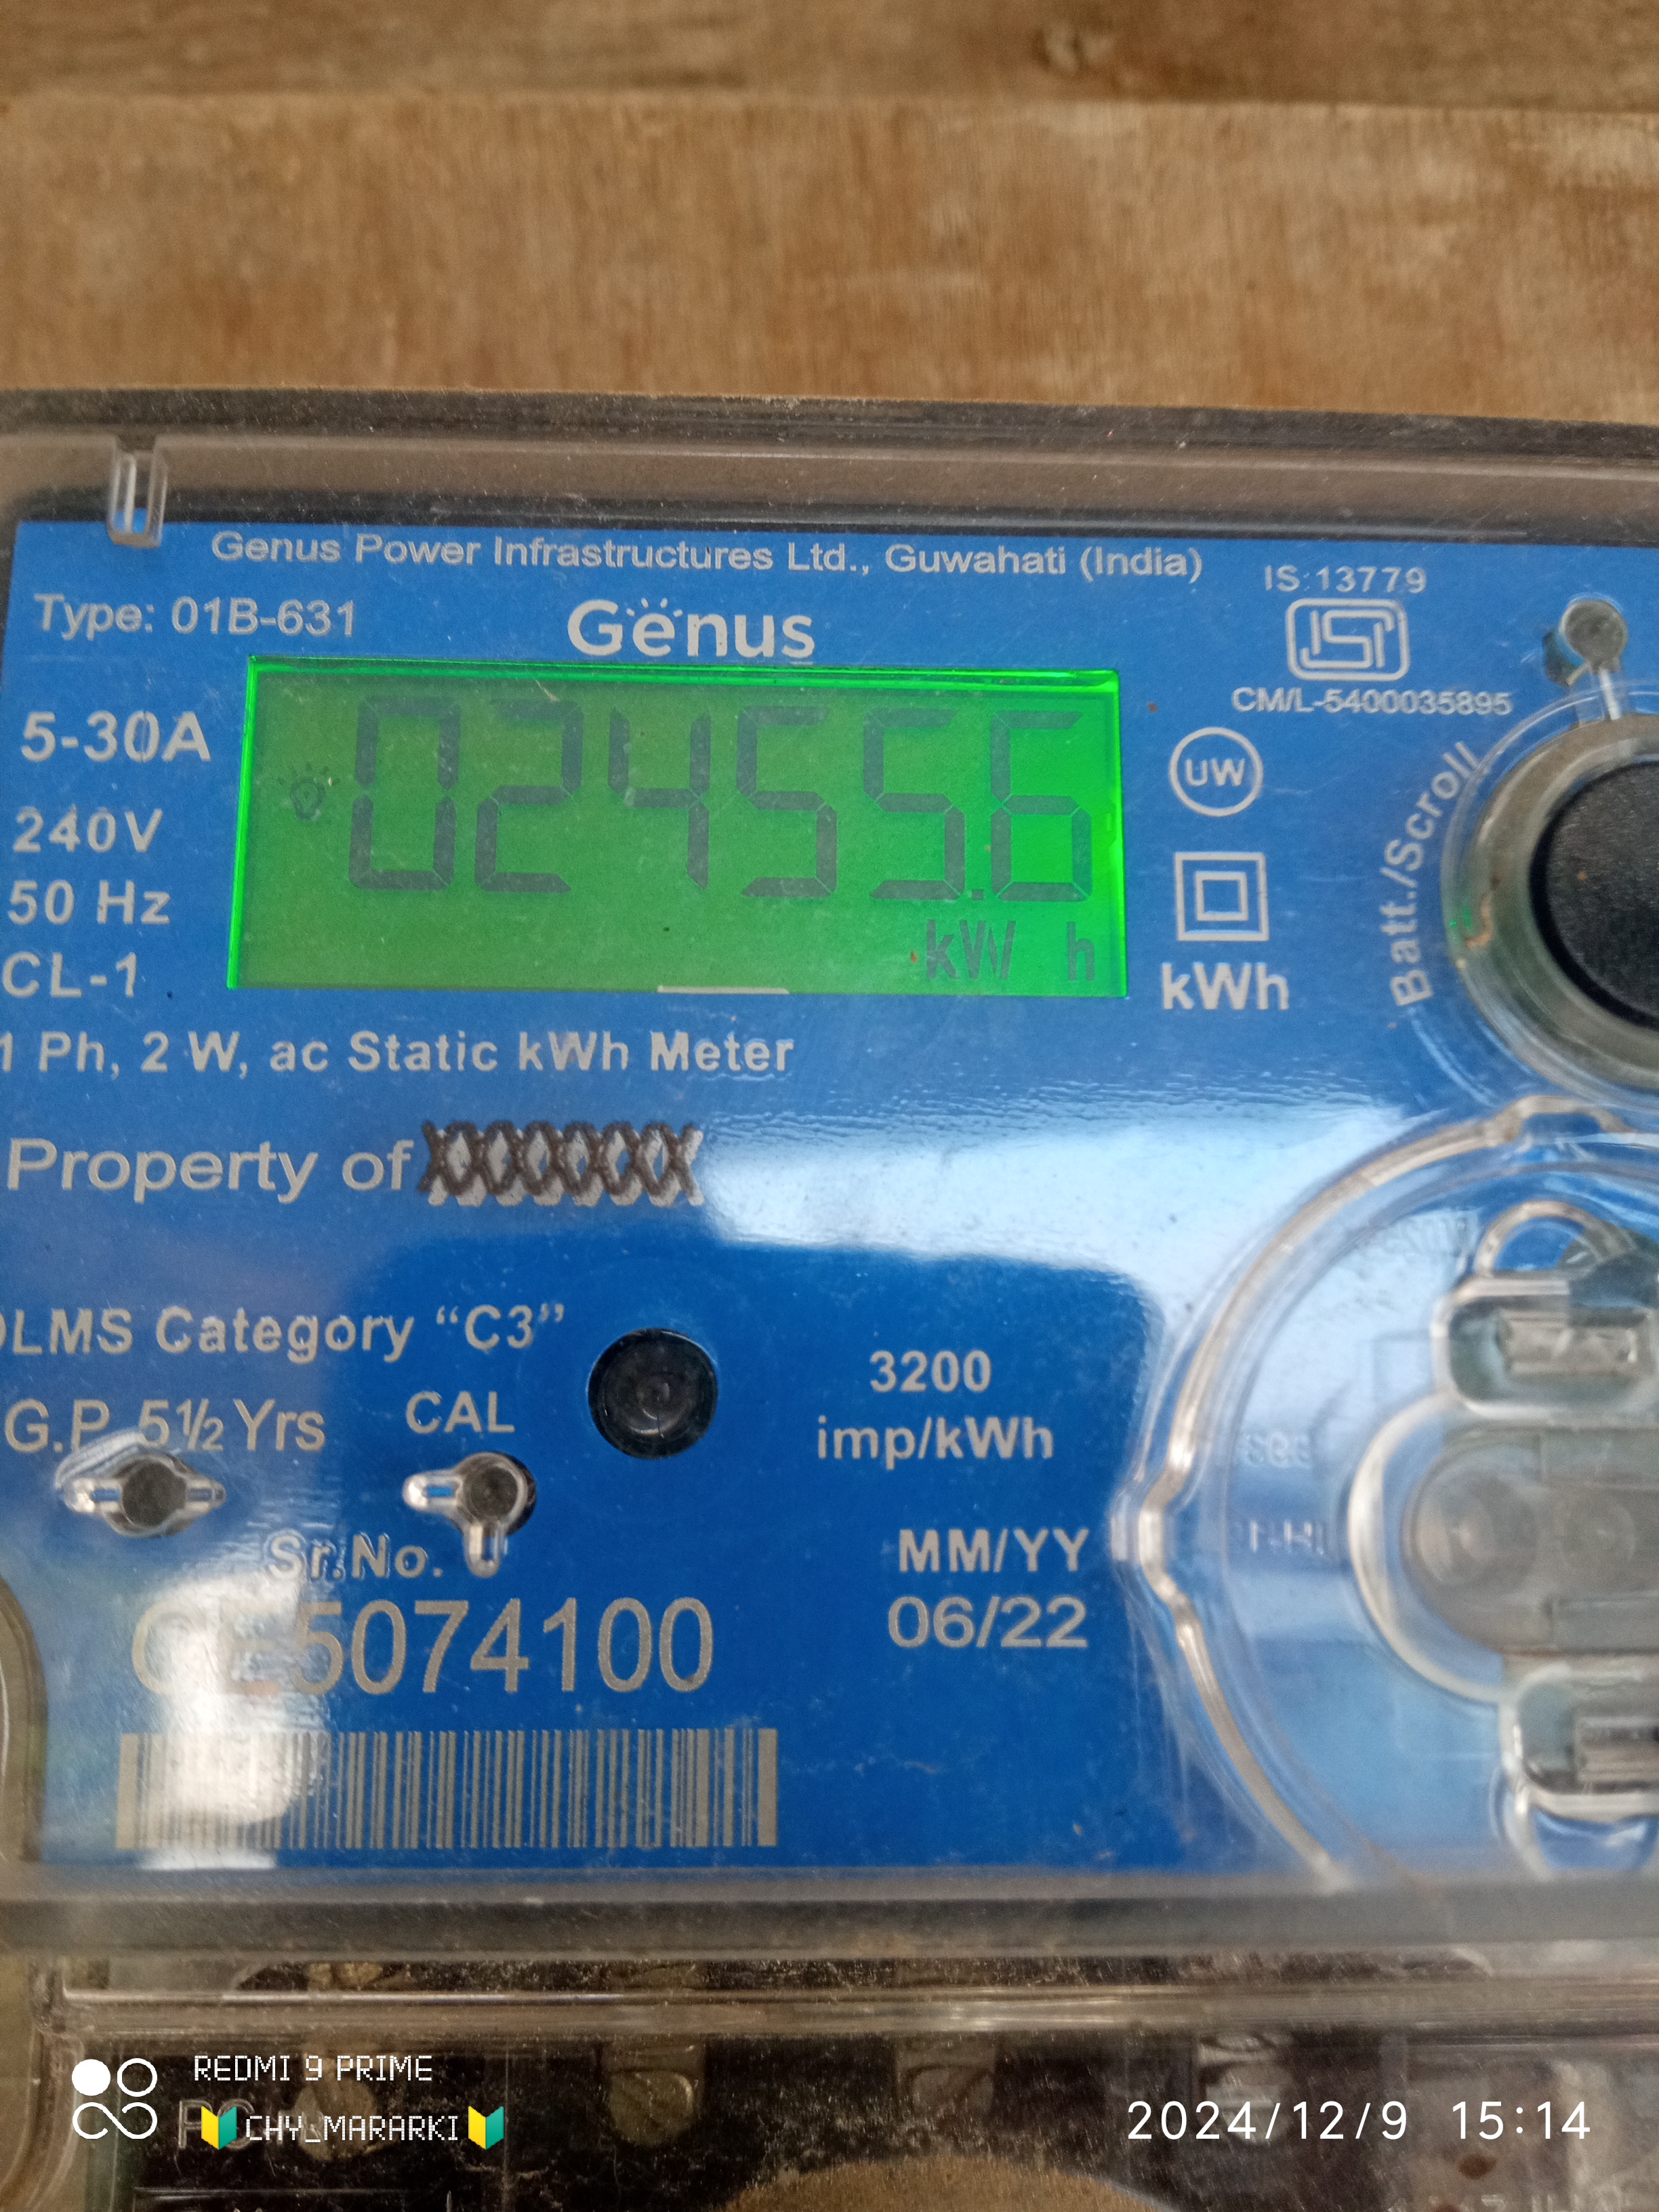 Genus Power Infrastructures Ltd., Guwahati (India)
IS:13779
Type: 01B-631
Genus
ISI
CM/L-5400035895
5-30A
02455.6
UW
240V
50 Hz
kW h
Batt./Scroll
CL-1
kWh
1 Ph, 2 W, ac Static kWh Meter
Property of
DLMS Category “C3”
3200
imp/kWh
G.P. 5½ Yrs
CAL
Sr.No.
MM/YY
06/22
CE5074100
REDMI 9 PRIME
CHY_MARARKI
2024/12/9 15:14